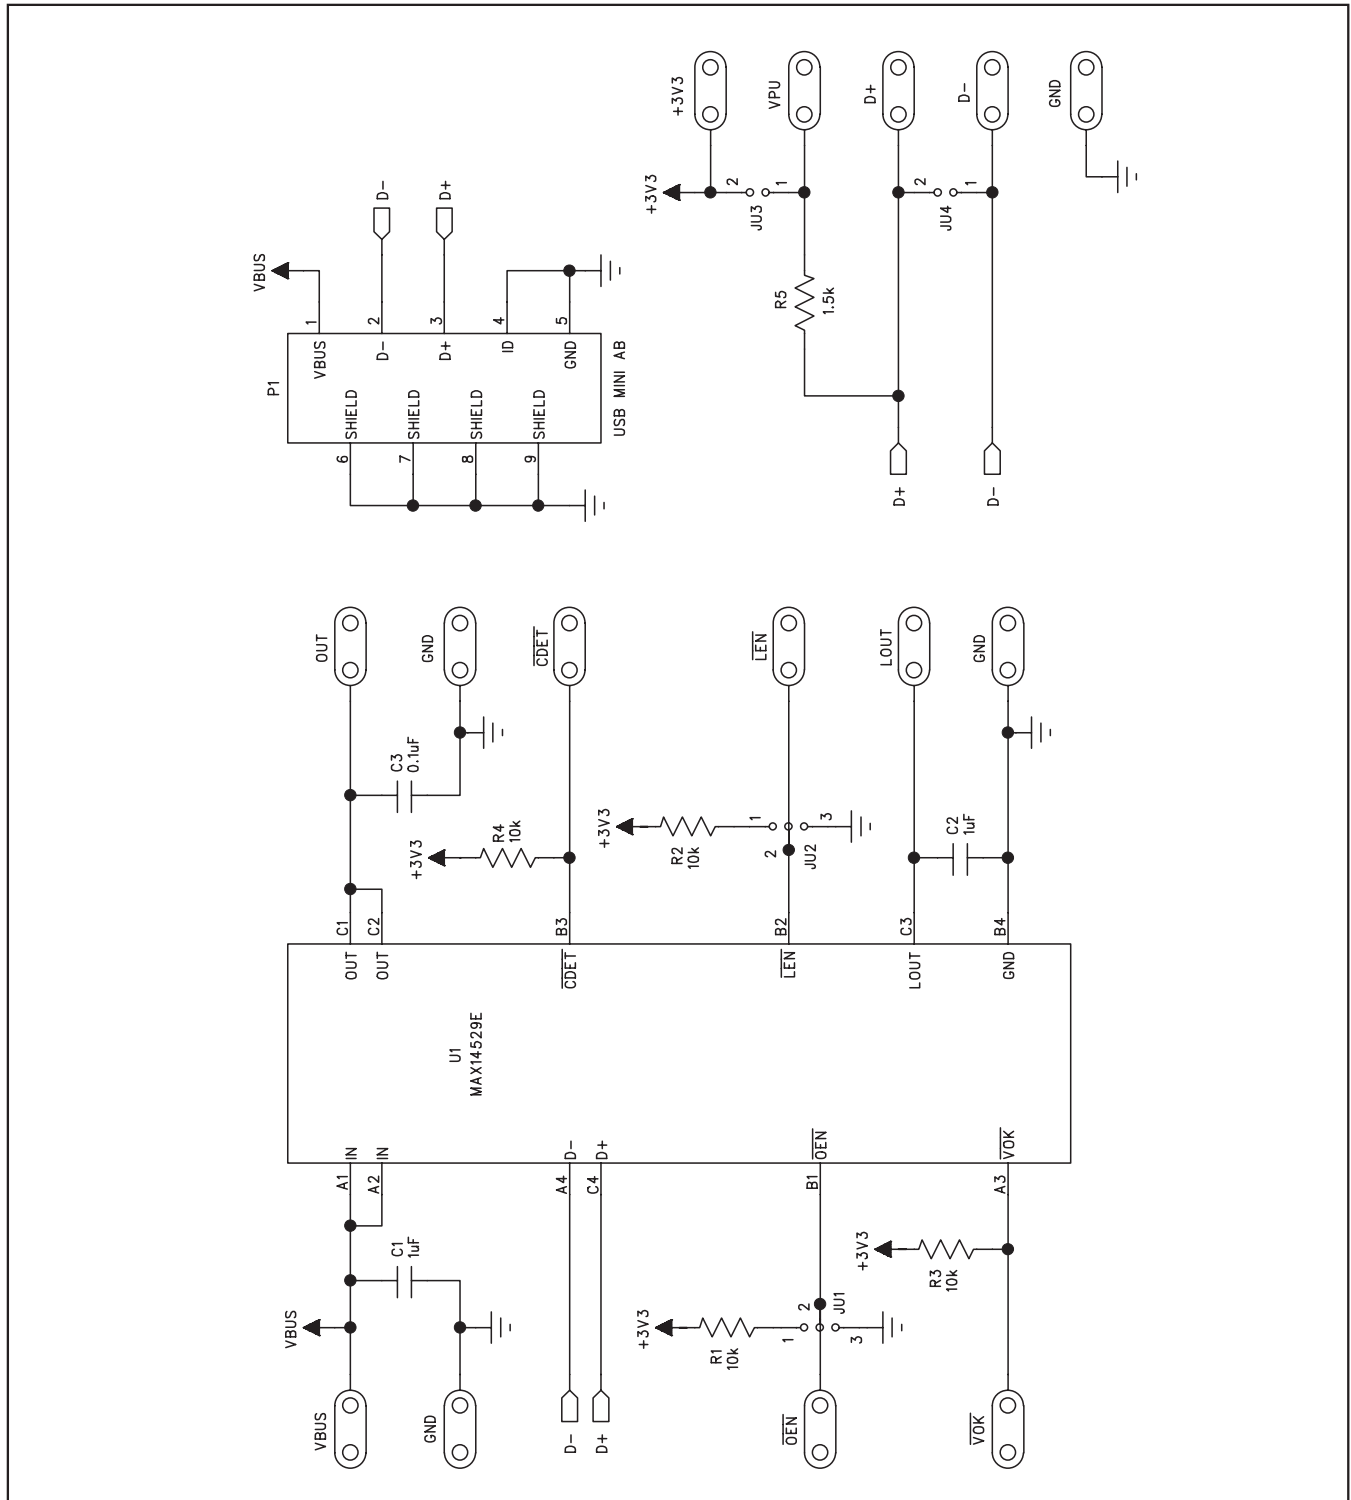 VBUS
VBUS
GND
C1
1uF
A1
IN
A2
IN
D-
A4
D-
D+
C4
D+
OEN
+3V3
R1
10k
1
2
3
JU1
B1
OEN
VOK
+3V3
R3
10k
A3
VOK
U1
MAX14529E
OUT
C1
OUT
C2
OUT
C3
0.1uF
GND
+3V3
R4
10k
CDET
B3
CDET
+3V3
R2
10k
1
2
3
JU2
LEN
B2
LEN
LOUT
C3
LOUT
C2
1uF
GND
B4
GND
P1
6
SHIELD
7
SHIELD
8
SHIELD
9
SHIELD
VBUS
1
VBUS
D-
2
D-
D+
3
D+
ID
4
GND
5
USB MINI AB
+3V3
+3V3
JU3
2
1
VPU
R5
1.5k
D+
D+
JU4
2
1
D-
D-
GND